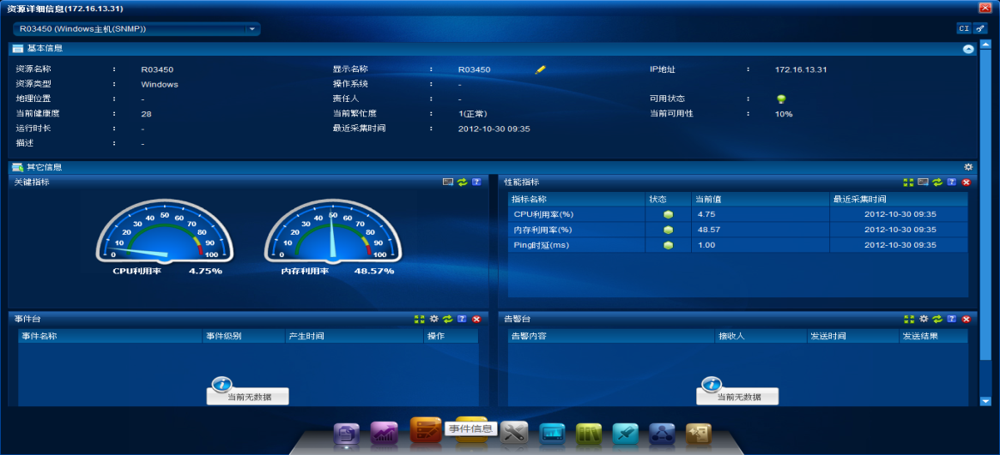 资源详细信息(172.16.13.31)
R03450 (Windows主机(SNMP))
CI
基本信息
资源名称 : R03450 显示名称 : R03450 IP地址 : 172.16.13.31
资源类型 : Windows 操作系统 : -
地理位置 : - 责任人 : - 可用状态 :
当前健康度 : 28 当前繁忙度 : 1(正常) 当前可用性 : 10%
运行时长 : - 最近采集时间 : 2012-10-30 09:35
描述 : -
其它信息
关键指标
0 10 20 30 40 50 60 70 80 90 100
CPU利用率 4.75%
0 10 20 30 40 50 60 70 80 90 100
内存利用率 48.57%
性能指标
指标名称 状态 当前值 最近采集时间
CPU利用率(%) 4.75 2012-10-30 09:35
内存利用率(%) 48.57 2012-10-30 09:35
Ping时延(ms) 1.00 2012-10-30 09:35
事件台
事件名称 事件级别 产生时间 操作
当前无数据
告警台
告警内容 接收人 发送时间 发送结果
当前无数据
事件信息